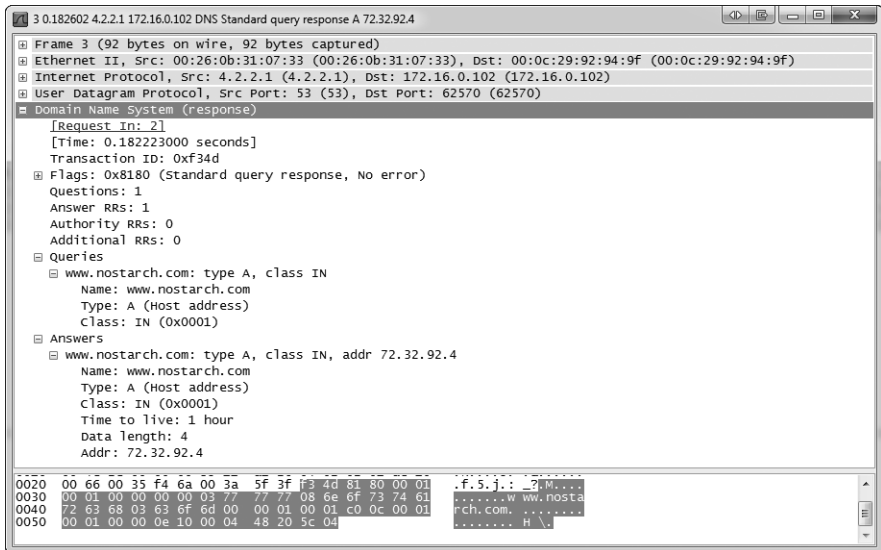 3 0.182602 4.2.2.1 172.16.0.102 DNS Standard query response A 72.32.92.4
Frame 3 (92 bytes on wire, 92 bytes captured)
Ethernet II, Src: 00:26:0b:31:07:33 (00:26:0b:31:07:33), Dst: 00:0c:29:92:94:9f (00:0c:29:92:94:9f)
Internet Protocol, Src: 4.2.2.1 (4.2.2.1), Dst: 172.16.0.102 (172.16.0.102)
User Datagram Protocol, Src Port: 53 (53), Dst Port: 62570 (62570)
Domain Name System (response)
[Request In: 2]
[Time: 0.182223000 seconds]
Transaction ID: 0xf34d
Flags: 0x8180 (Standard query response, No error)
Questions: 1
Answer RRs: 1
Authority RRs: 0
Additional RRs: 0
Queries
www.nostarch.com: type A, class IN
Name: www.nostarch.com
Type: A (Host address)
Class: IN (0x0001)
Answers
www.nostarch.com: type A, class IN, addr 72.32.92.4
Name: www.nostarch.com
Type: A (Host address)
Class: IN (0x0001)
Time to live: 1 hour
Data length: 4
Addr: 72.32.92.4
0020 00 66 00 35 f4 6a 00 3a 5f 3f f3 4d 81 80 00 01 .f.5.j.: _?.M....
0030 00 01 00 00 00 00 03 77 77 77 08 6e 6f 73 74 61 .......w ww.nosta
0040 72 63 68 03 63 6f 6d 00 00 01 00 01 c0 0c 00 01 rch.com. ........
0050 00 01 00 00 0e 10 00 04 48 20 5c 04 ........ H \.